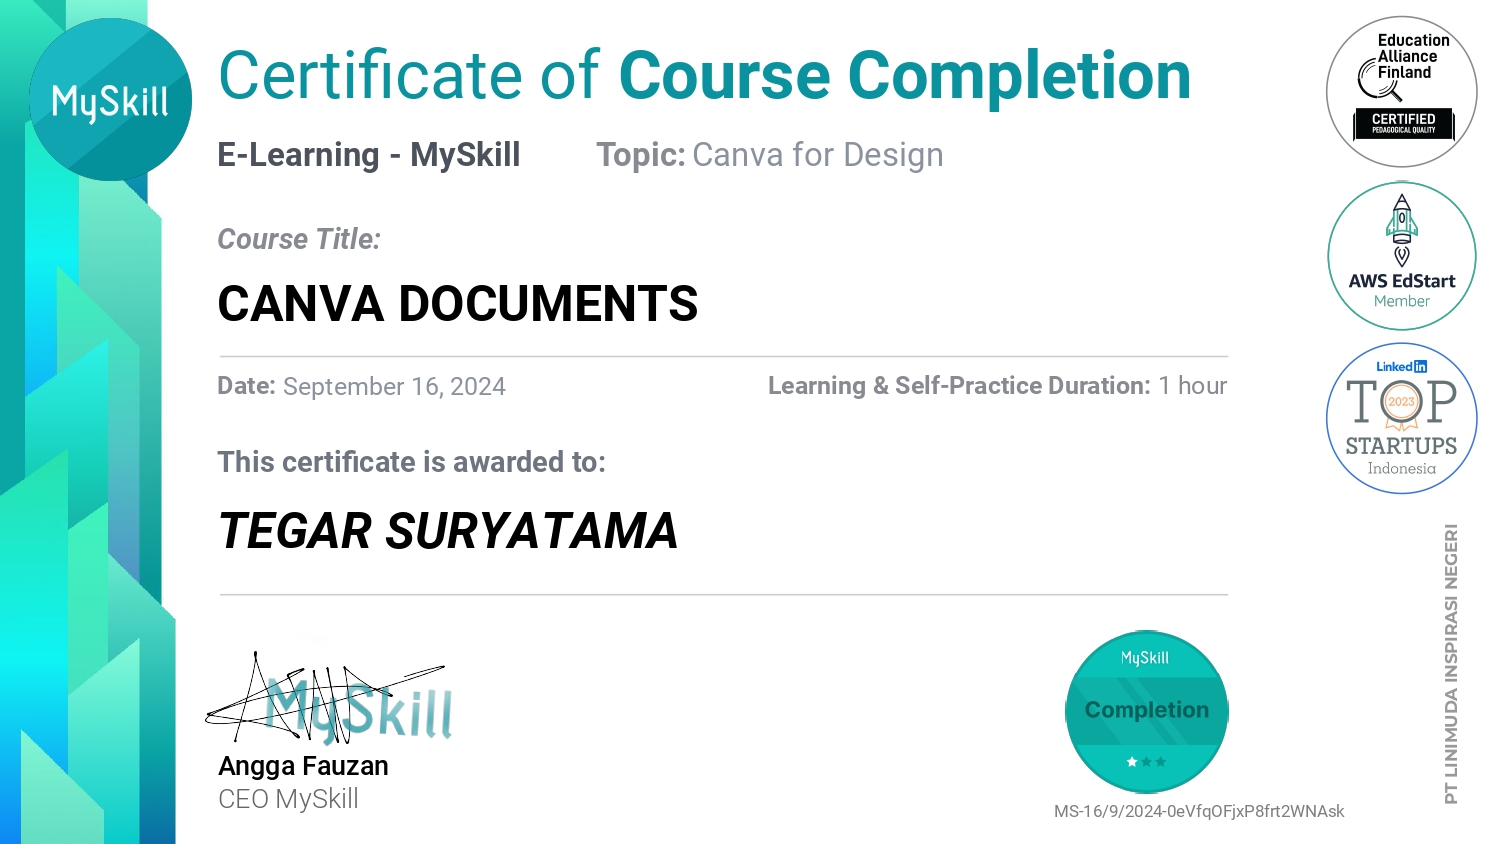 MySkill
Certificate of Course Completion
E-Learning - MySkill
Topic: Canva for Design
Course Title:
CANVA DOCUMENTS
Date: September 16, 2024
Learning & Self-Practice Duration: 1 hour
This certificate is awarded to:
TEGAR SURYATAMA
MySkill
Angga Fauzan
CEO MySkill
MySkill
Completion
MS-16/9/2024-0eVfqOFjxP8frt2WNAsk
Education
Alliance
Finland
CERTIFIED
PEDAGOGICAL QUALITY
AWS EdStart
Member
Linked in
TOP
2023
STARTUPS
Indonesia
PT LINIMUDA INSPIRASI NEGERI